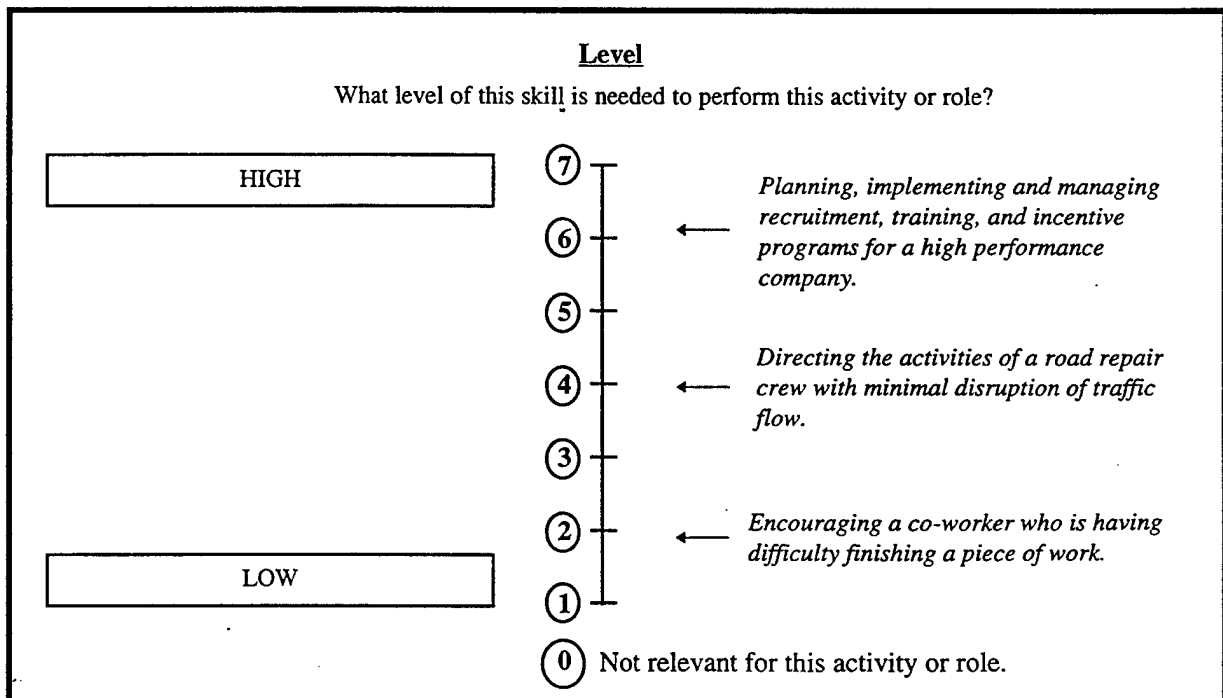 Level
What level of this skill is needed to perform this activity or role?
HIGH
7
Planning, implementing and managing
recruitment, training, and incentive
programs for a high performance
company.
6
5
Directing the activities of a road repair
crew with minimal disruption of traffic
flow.
4
3
2
Encouraging a co-worker who is having
difficulty finishing a piece of work.
LOW
1
0 Not relevant for this activity or role.